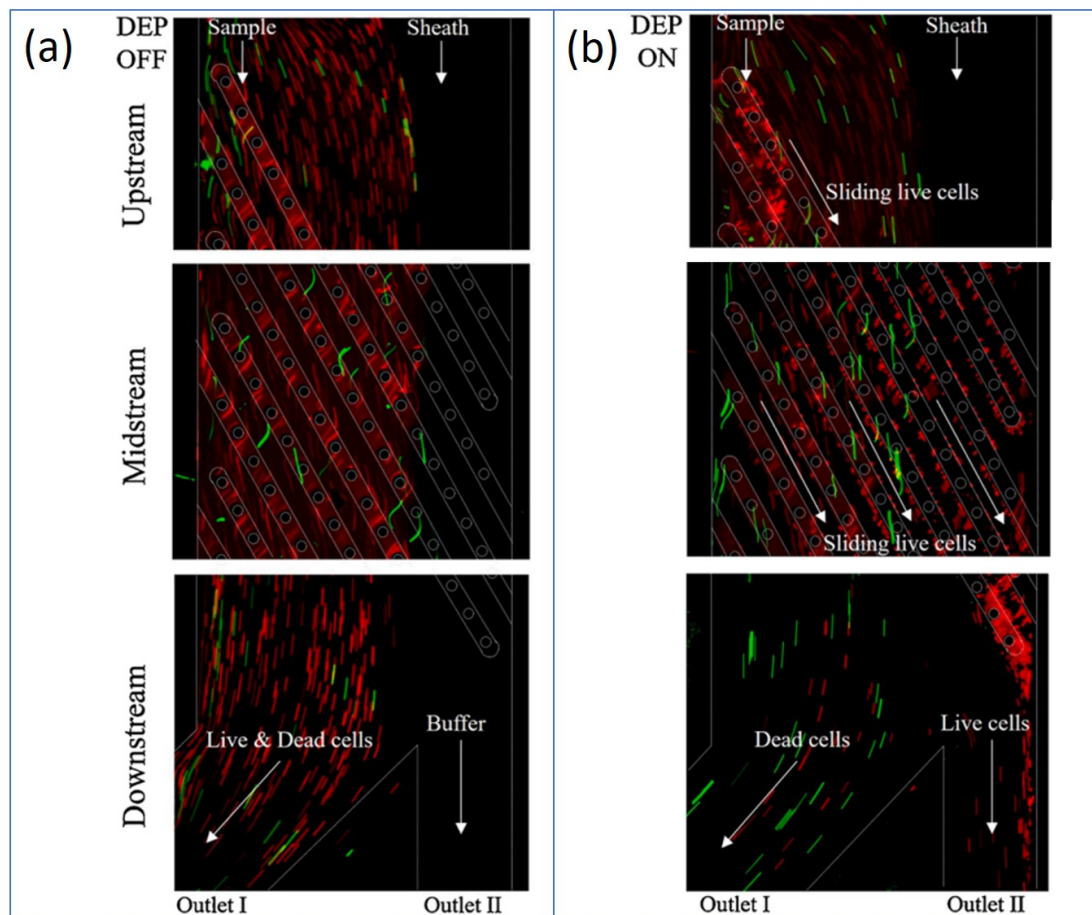 (a)
DEP
OFF
Sample
Sheath
Upstream
Midstream
Live & Dead cells
Buffer
Downstream
Outlet I
Outlet II
(b)
DEP
ON
Sample
Sheath
Sliding live cells
Sliding live cells
Dead cells
Live cells
Outlet I
Outlet II